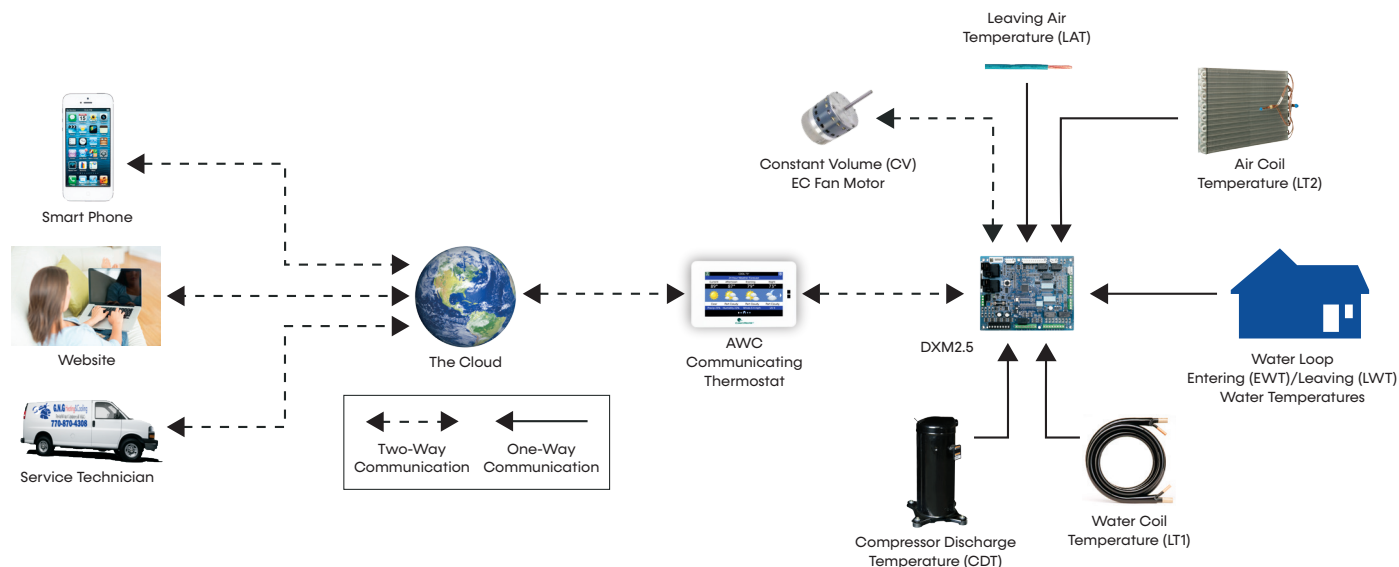 Leaving Air
Temperature (LAT)
Constant Volume (CV)
EC Fan Motor
Air Coil
Temperature (LT2)
Smart Phone
Website
G.N.G Heating & Cooling
770-870-4308
Service Technician
The Cloud
AWC
Communicating
Thermostat
DXM2.5
Water Loop
Entering (EWT)/Leaving (LWT)
Water Temperatures
Two-Way
Communication
One-Way
Communication
Compressor Discharge
Temperature (CDT)
Water Coil
Temperature (LT1)